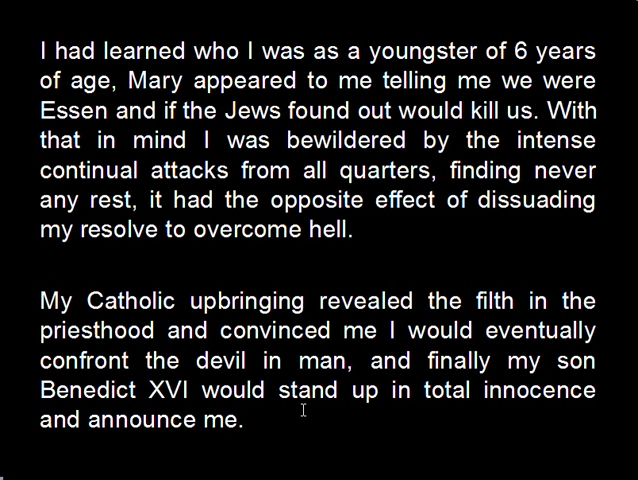 I had learned who I was as a youngster of 6 years
of age, Mary appeared to me telling me we were
Essen and if the Jews found out would kill us. With
that in mind I was bewildered by the intense
continual attacks from all quarters, finding never
any rest, it had the opposite effect of dissuading
my resolve to overcome hell.
My Catholic upbringing revealed the filth in the
priesthood and convinced me I would eventually
confront the devil in man, and finally my son
Benedict XVI would stand up in total innocence
and announce me.